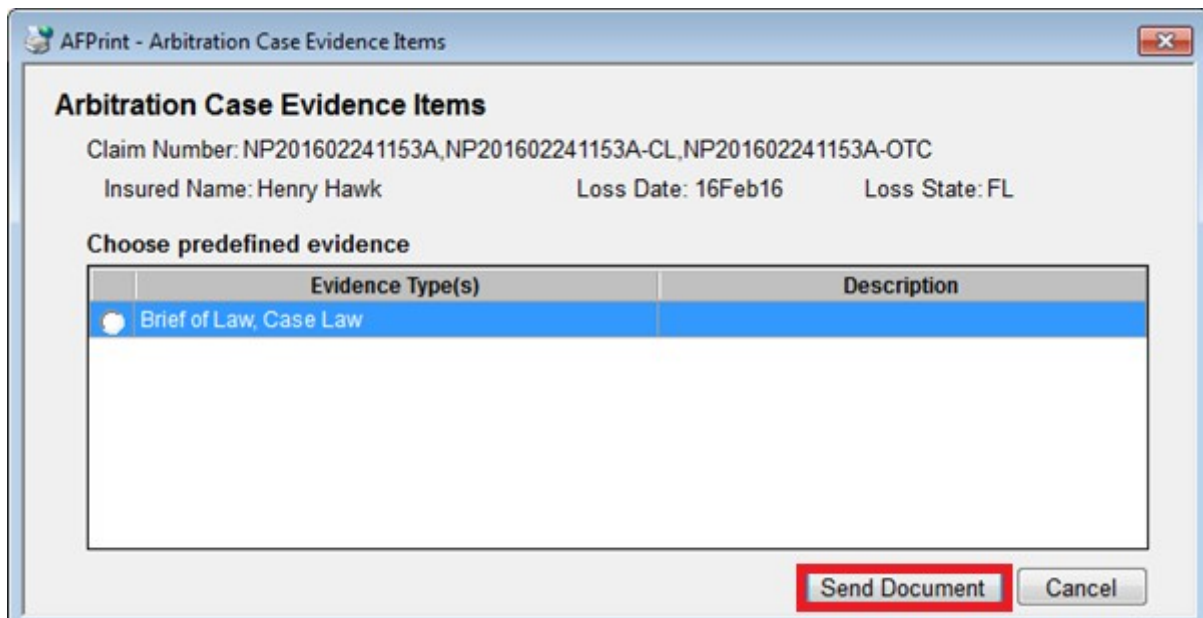 AFPrint - Arbitration Case Evidence Items
Arbitration Case Evidence Items
Claim Number: NP201602241153A,NP201602241153A-CL,NP201602241153A-OTC
Insured Name: Henry Hawk Loss Date: 16Feb16 Loss State: FL
Choose predefined evidence
Evidence Type(s) Description
Brief of Law, Case Law
Send Document Cancel